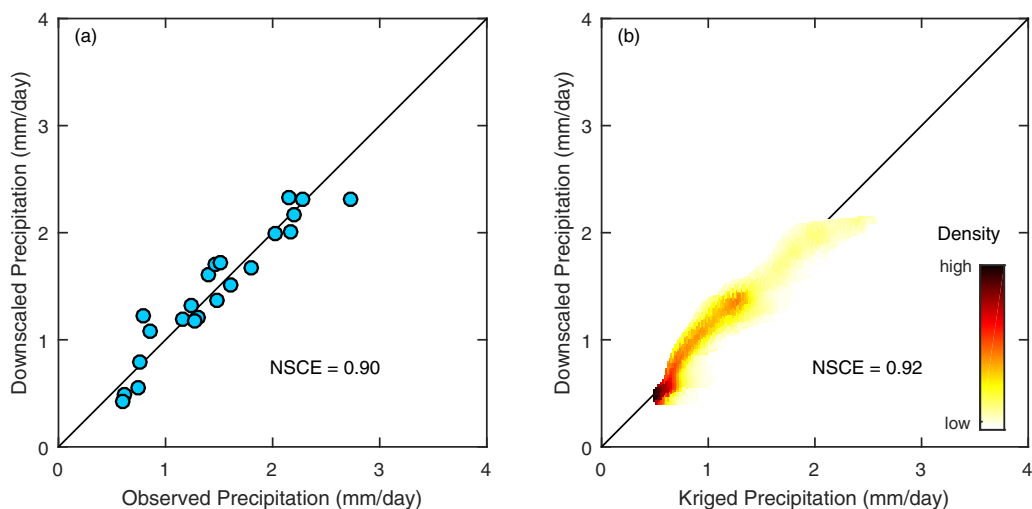 (a)
4
3
2
1
0
Downscaled Precipitation (mm/day)
NSCE = 0.90
0 1 2 3 4
Observed Precipitation (mm/day)
(b)
4
3
2
1
0
Downscaled Precipitation (mm/day)
Density
high
low
NSCE = 0.92
0 1 2 3 4
Kriged Precipitation (mm/day)